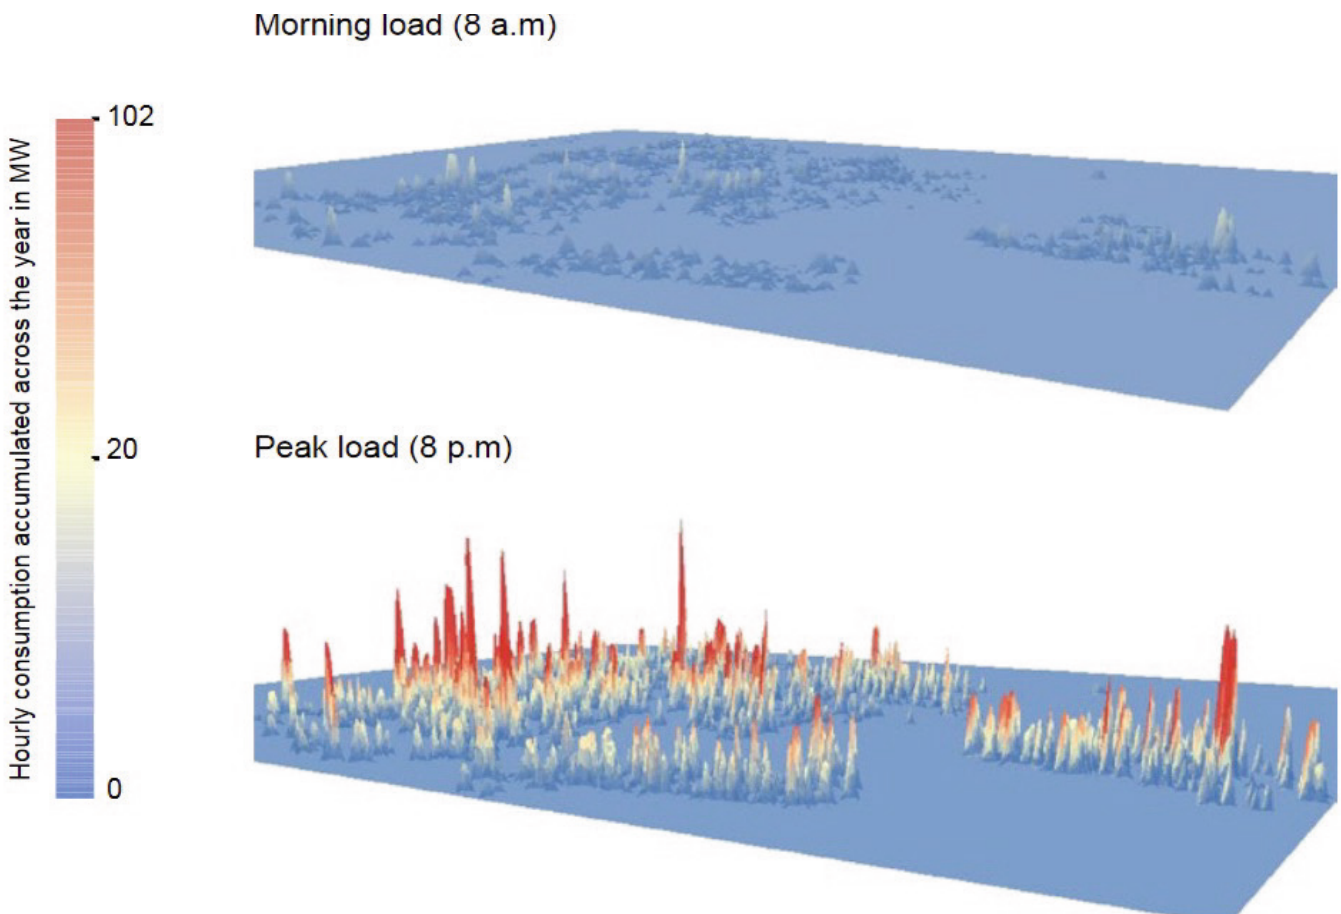 Morning load (8 a.m)
102
Hourly consumption accumulated across the year in MW
20
0
Peak load (8 p.m)